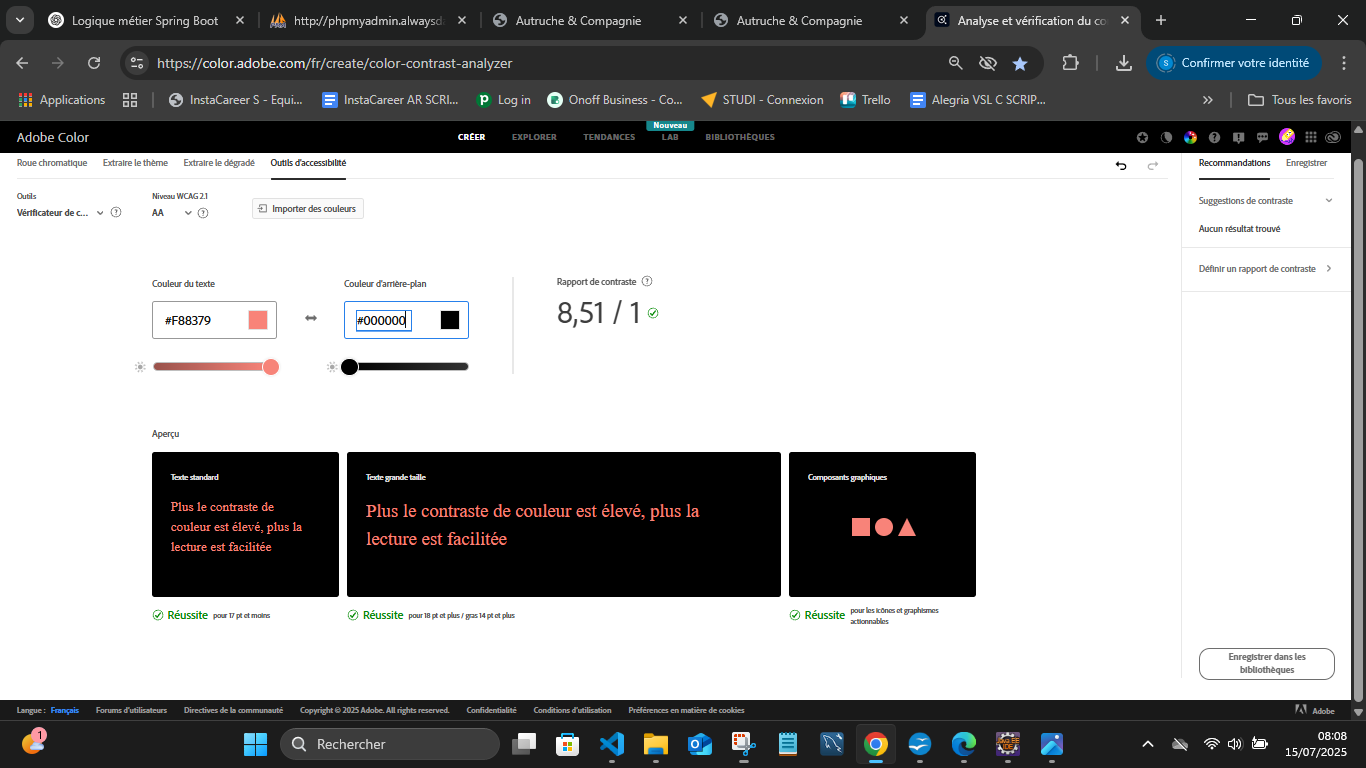 Logique métier Spring Boot
http://phpmyadmin.alwaysda
Autruche & Compagnie
Autruche & Compagnie
Analyse et vérification du co
https://color.adobe.com/fr/create/color-contrast-analyzer
S
Confirmer votre identité
Applications
InstaCareer S - Equi...
InstaCareer AR SCRI...
Log in
Onoff Business - Co...
STUDI - Connexion
Trello
Alegria VSL C SCRIP...
Tous les favoris
Adobe Color
CRÉER
EXPLORER
TENDANCES
Nouveau
LAB
BIBLIOTHÈQUES
Roue chromatique
Extraire le thème
Extraire le dégradé
Outils d'accessibilité
Recommandations
Enregistrer
Outils
Vérificateur de c...
Niveau WCAG 2.1
AA
Importer des couleurs
Suggestions de contraste
Aucun résultat trouvé
Définir un rapport de contraste
Couleur du texte
#F88379
Couleur d'arrière-plan
#000000
Rapport de contraste
8,51 / 1
Aperçu
Texte standard
Plus le contraste de
couleur est élevé, plus la
lecture est facilitée
Texte grande taille
Plus le contraste de couleur est élevé, plus la
lecture est facilitée
Composants graphiques
Réussite pour 17 pt et moins
Réussite pour 18 pt et plus / gras 14 pt et plus
Réussite pour les icônes et graphismes
actionnables
Enregistrer dans les
bibliothèques
Langue : Français
Forums d'utilisateurs
Directives de la communauté
Copyright © 2025 Adobe. All rights reserved.
Confidentialité
Conditions d'utilisation
Préférences en matière de cookies
Adobe
1
Rechercher
08:08
15/07/2025